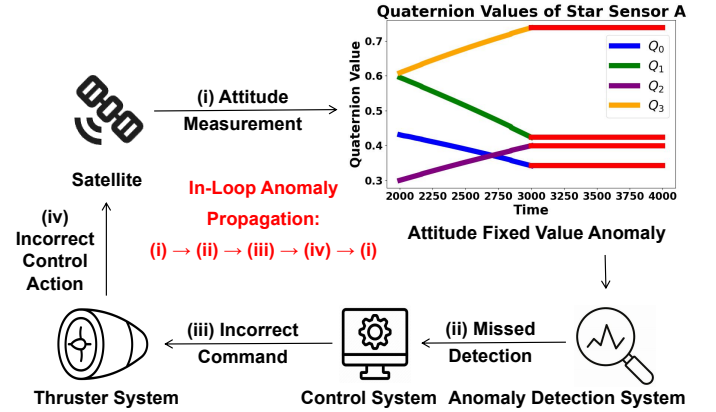 Quaternion Values of Star Sensor A
Quaternion Value
0.7
0.6
0.5
0.4
0.3
Q₀
Q₁
Q₂
Q₃
2000 2250 2500 2750 3000 3250 3500 3750 4000
Time
Attitude Fixed Value Anomaly
(i) Attitude
Measurement
Satellite
In-Loop Anomaly
Propagation:
(i) → (ii) → (iii) → (iv) → (i)
(iv)
Incorrect
Control
Action
(iii) Incorrect
Command
(ii) Missed
Detection
Thruster System
Control System
Anomaly Detection System